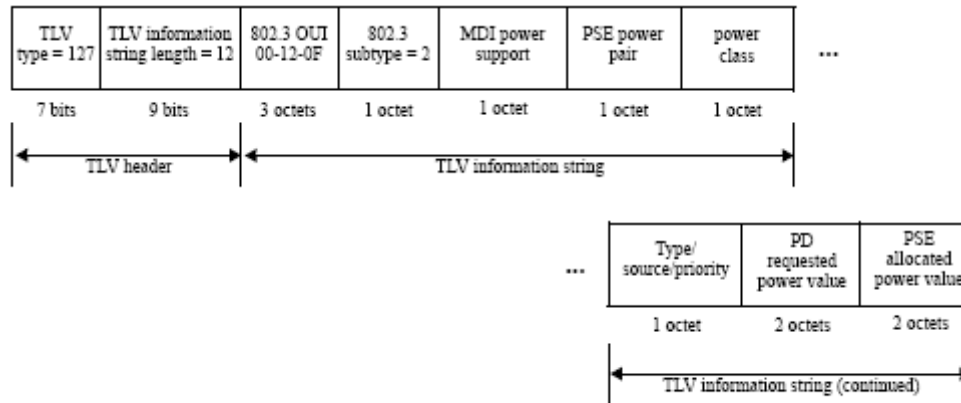 TLV type = 127
TLV information string length = 12
802.3 OUI 00-12-0F
802.3 subtype = 2
MDI power support
PSE power pair
power class
...
7 bits
9 bits
3 octets
1 octet
1 octet
1 octet
1 octet
TLV header
TLV information string
...
Type/ source/priority
PD requested power value
PSE allocated power value
1 octet
2 octets
2 octets
TLV information string (continued)